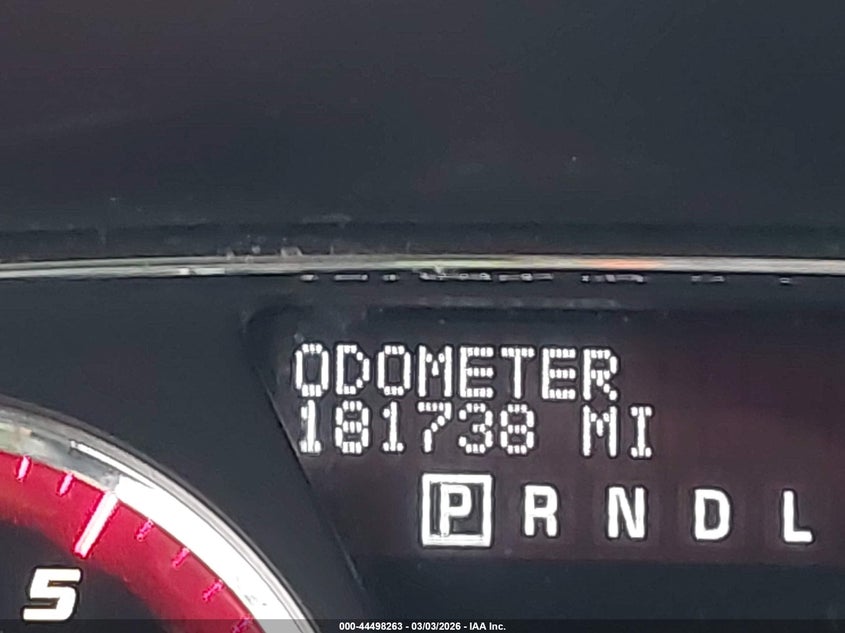 ODOMETER
181738 MI
P R N D L
5
000-44498263 - 03/03/2026 - IAA Inc.